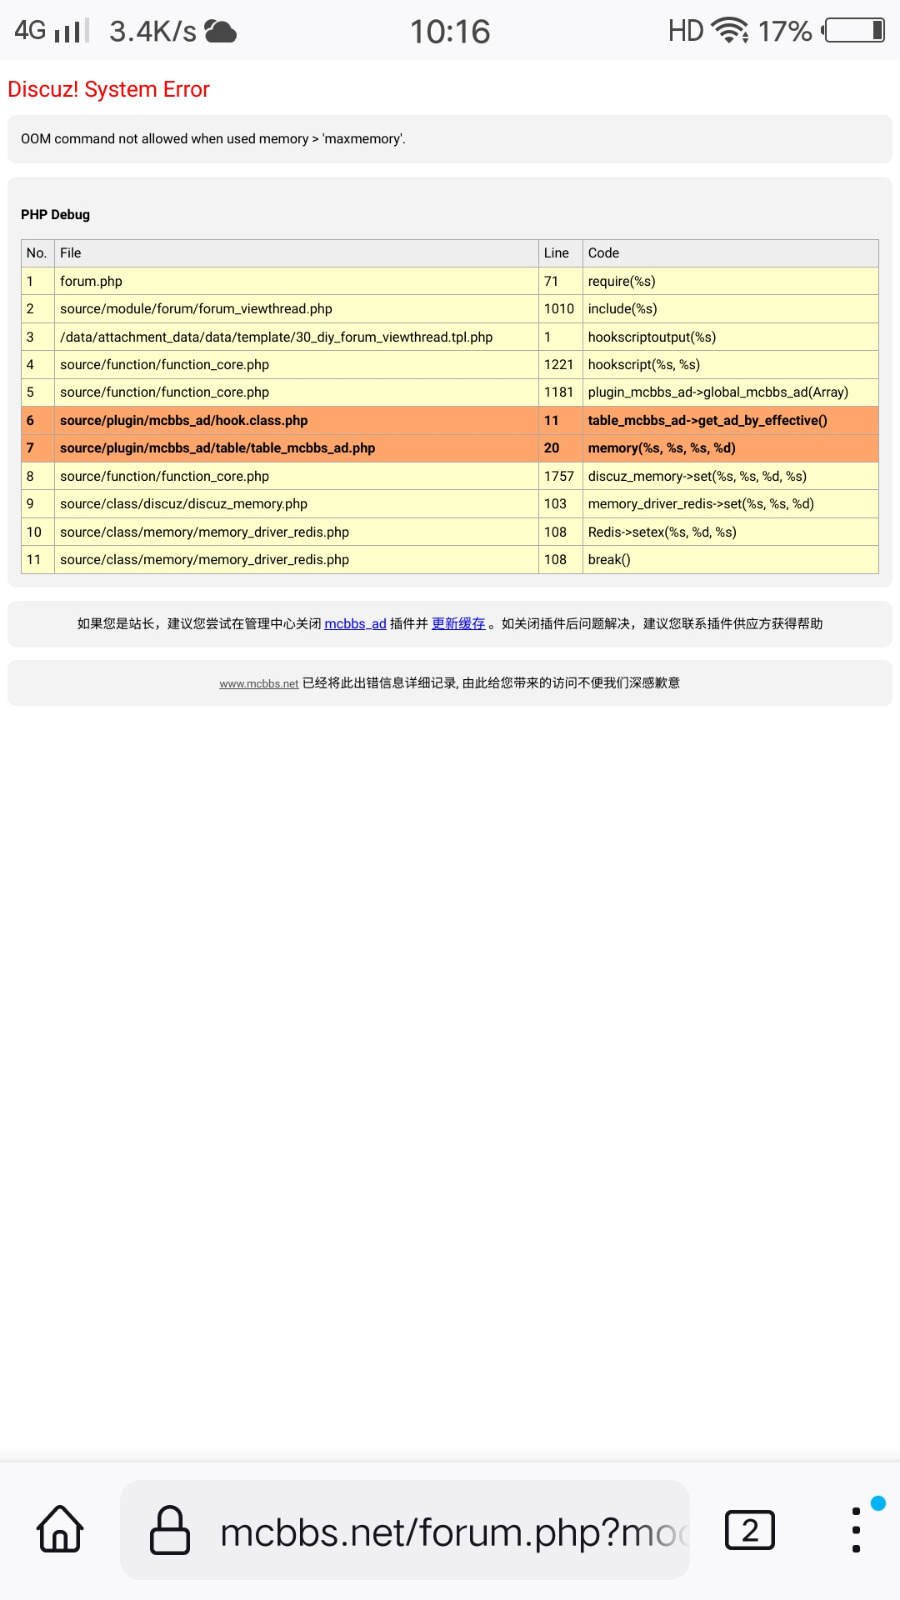 4G 3.4K/s 10:16 HD 17%
Discuz! System Error
OOM command not allowed when used memory > 'maxmemory'.
PHP Debug
No. File Line Code
1 forum.php 71 require(%s)
2 source/module/forum/forum_viewthread.php 1010 include(%s)
3 /data/attachment_data/data/template/30_diy_forum_viewthread.tpl.php 1 hookscriptoutput(%s)
4 source/function/function_core.php 1221 hookscript(%s, %s)
5 source/function/function_core.php 1181 plugin_mcbbs_ad->global_mcbbs_ad(Array)
6 source/plugin/mcbbs_ad/hook.class.php 11 table_mcbbs_ad->get_ad_by_effective()
7 source/plugin/mcbbs_ad/table/table_mcbbs_ad.php 20 memory(%s, %s, %s, %d)
8 source/function/function_core.php 1757 discuz_memory->set(%s, %s, %d, %s)
9 source/class/discuz/discuz_memory.php 103 memory_driver_redis->set(%s, %s, %d)
10 source/class/memory/memory_driver_redis.php 108 Redis->setex(%s, %d, %s)
11 source/class/memory/memory_driver_redis.php 108 break()
如果您是站长，建议您尝试在管理中心关闭 mcbbs_ad 插件并 更新缓存 。如关闭插件后问题解决，建议您联系插件供应方获得帮助
www.mcbbs.net 已经将此出错信息详细记录, 由此给您带来的访问不便我们深感歉意
mcbbs.net/forum.php?mod 2